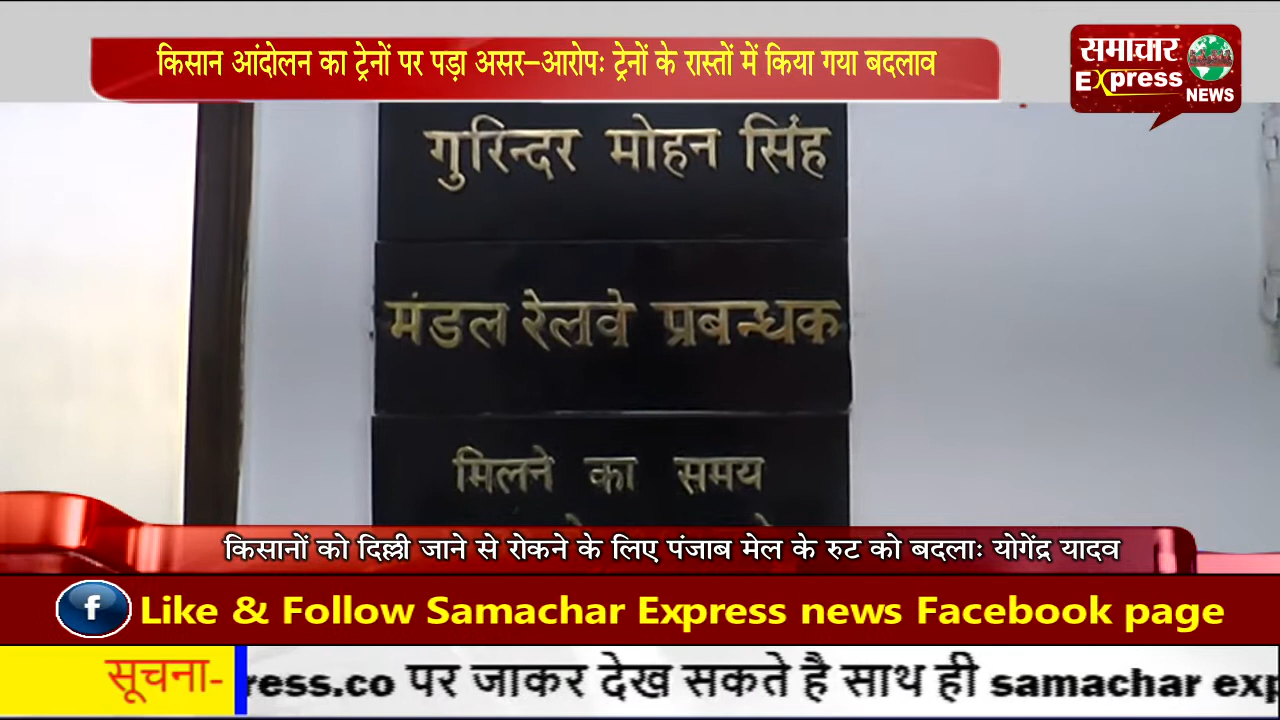 किसान आंदोलन का ट्रेनों पर पड़ा असर-आरोपः ट्रेनों के रास्तों में किया गया बदलाव
समाचार
Express
NEWS
गुरिन्दर मोहन सिंह
मंडल रेलवे प्रबन्धक
मिलने का समय
किसानों को दिल्ली जाने से रोकने के लिए पंजाब मेल के रुट को बदलाः योगेंद्र यादव
f Like & Follow Samachar Express news Facebook page
सूचना- ress.co पर जाकर देख सकते है साथ ही samachar exp